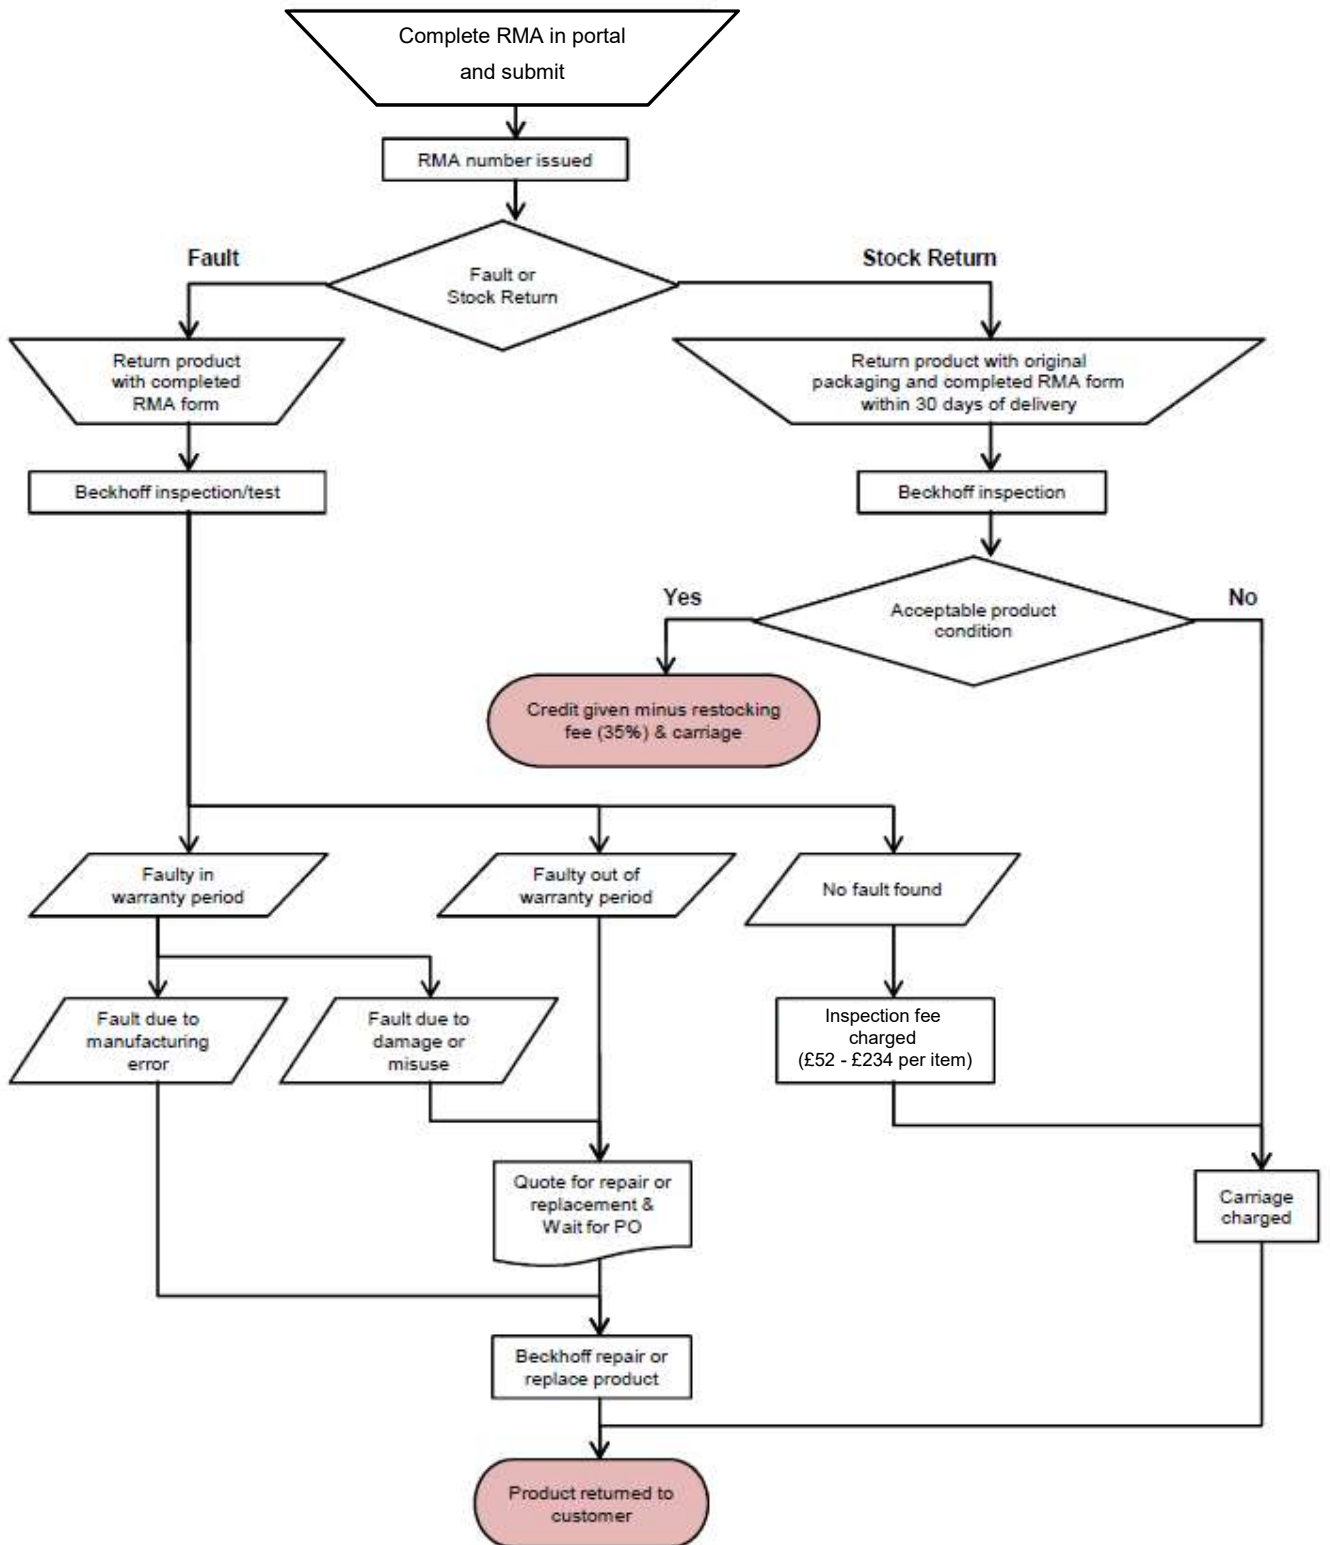 Complete RMA in portal
and submit
RMA number issued
Fault or
Stock Return
Fault
Stock Return
Return product
with completed
RMA form
Return product with original
packaging and completed RMA form
within 30 days of delivery
Beckhoff inspection/test
Beckhoff inspection
Acceptable product
condition
Yes
No
Credit given minus restocking
fee (35%) & carriage
Faulty in
warranty period
Faulty out of
warranty period
No fault found
Fault due to
manufacturing
error
Fault due to
damage or
misuse
Inspection fee
charged
(£52 - £234 per item)
Quote for repair or
replacement &
Wait for PO
Carriage
charged
Beckhoff repair or
replace product
Product returned to
customer